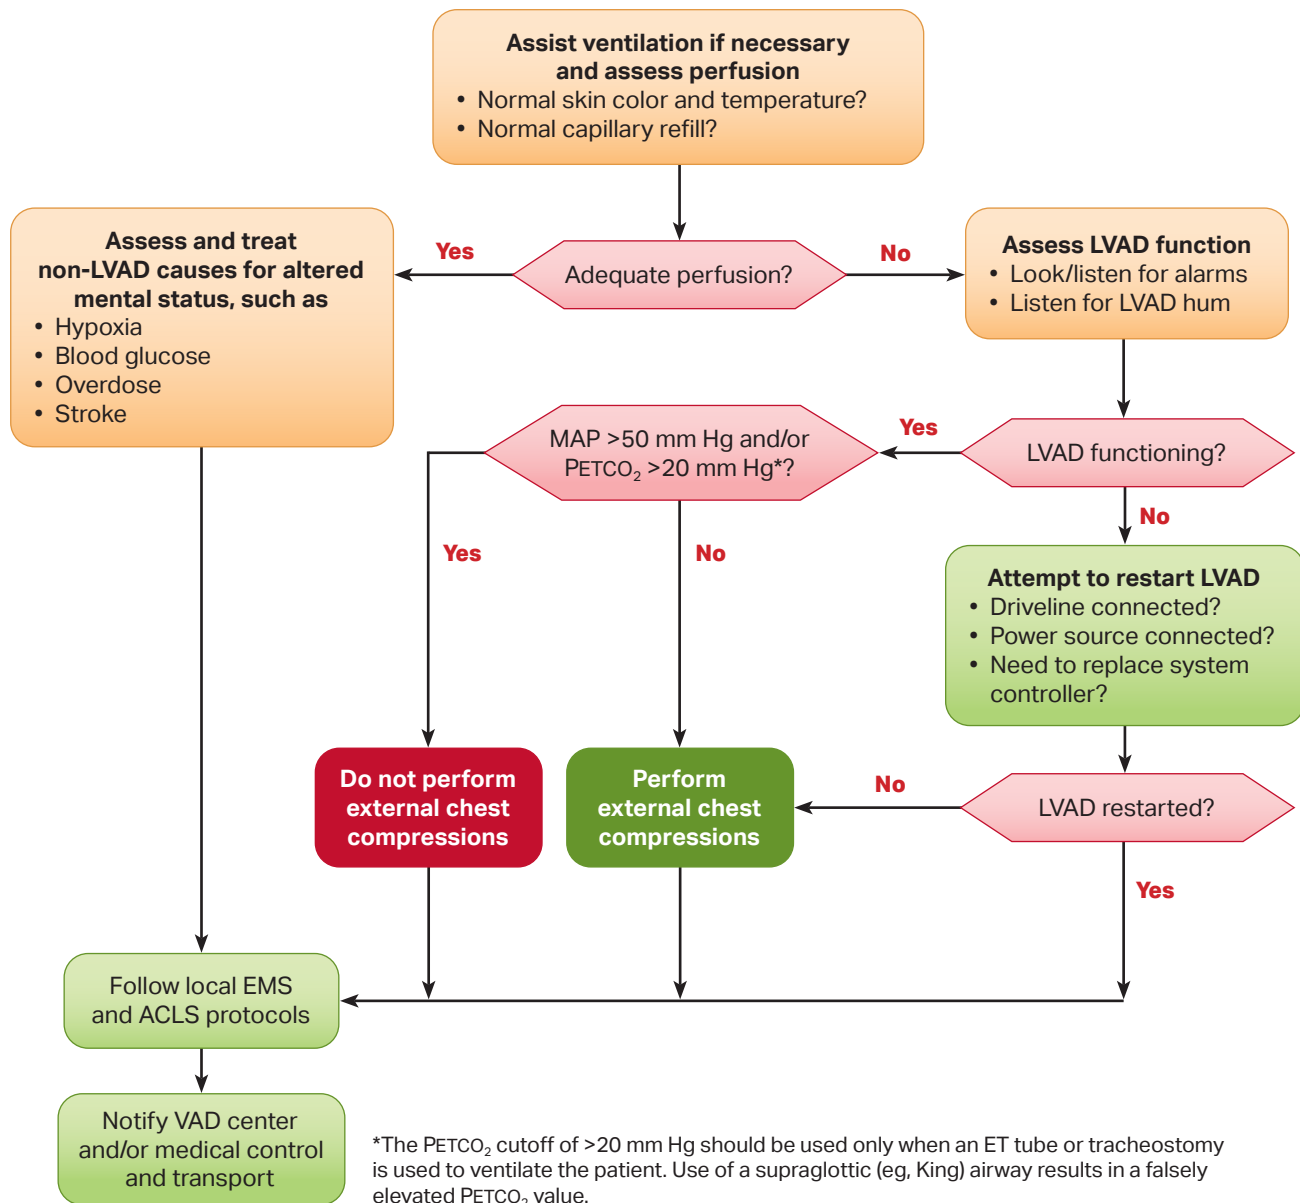 Assist ventilation if necessary
and assess perfusion
• Normal skin color and temperature?
• Normal capillary refill?
Adequate perfusion?
Yes
No
Assess and treat
non-LVAD causes for altered
mental status, such as
• Hypoxia
• Blood glucose
• Overdose
• Stroke
Assess LVAD function
• Look/listen for alarms
• Listen for LVAD hum
LVAD functioning?
Yes
No
MAP >50 mm Hg and/or
PETCO₂ >20 mm Hg*?
Yes
No
Attempt to restart LVAD
• Driveline connected?
• Power source connected?
• Need to replace system
controller?
Do not perform
external chest
compressions
Perform
external chest
compressions
No
LVAD restarted?
Yes
Follow local EMS
and ACLS protocols
Notify VAD center
and/or medical control
and transport
*The PETCO₂ cutoff of >20 mm Hg should be used only when an ET tube or tracheostomy
is used to ventilate the patient. Use of a supraglottic (eg, King) airway results in a falsely
elevated PETCO₂ value.